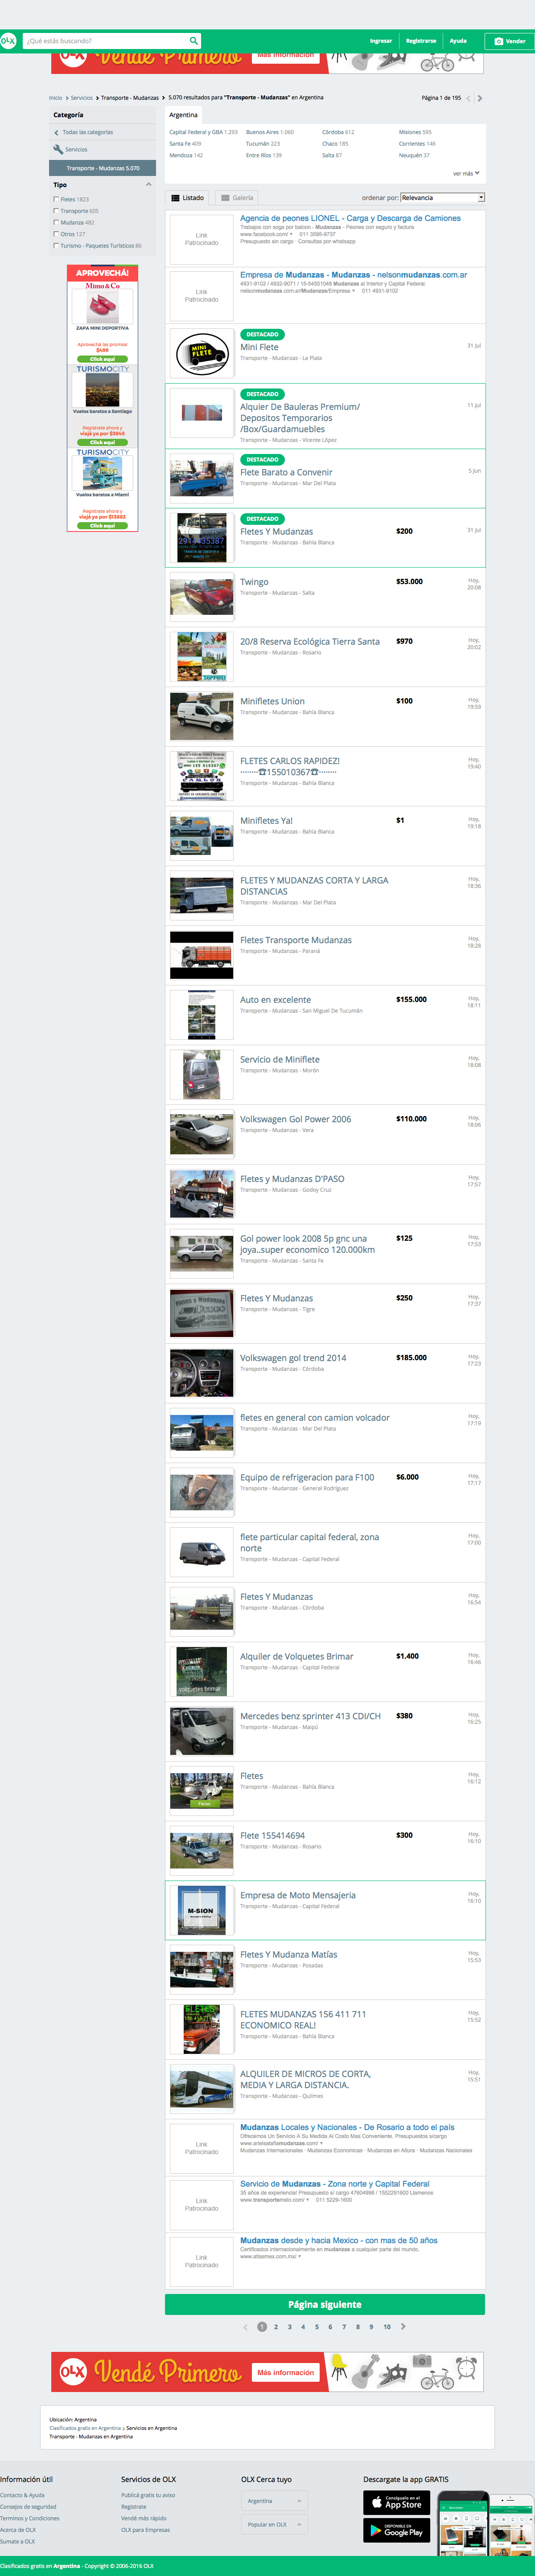 OLX
¿Qué estás buscando?
Ingresar
Registrarse
Ayuda
Vender
OLX Vendé Primero
Más información
Inicio > Servicios > Transporte - Mudanzas > 5.070 resultados para "Transporte - Mudanzas" en Argentina
Página 1 de 195
Categoría
Todas las categorías
Servicios
Transporte - Mudanzas 5.070
Tipo
Fletes 1823
Transporte 605
Mudanza 482
Otros 127
Turismo - Paquetes Turísticos 86
APROVECHÁ!
Mimo&Co
ZAPA MINI DEPORTIVA
Aprovechá las promos!
$499
Click aquí
TURISMOCITY
Vuelos baratos a Santiago
Registrate ahora y
viajá ya por $3945
Click aquí
TURISMOCITY
Vuelos baratos a Miami
Registrate ahora y
Click aquí
Argentina
Capital Federal y GBA 1.293
Buenos Aires 1.060
Córdoba 612
Misiones 595
Santa Fe 409
Tucumán 223
Chaco 185
Corrientes 146
Mendoza 142
Entre Ríos 139
Salta 87
Neuquén 37
ver más
Listado
Galería
ordenar por: Relevancia
Link
Patrocinado
Agencia de peones LIONEL - Carga y Descarga de Camiones
Trabajos con soga por balcon - Mudanzas - Peones con seguro y factura
www.facebook.com/ 011 3095-8737
Presupuesto sin cargo · Consultas por whatsapp
Link
Patrocinado
Empresa de Mudanzas - Mudanzas - nelsonmudanzas.com.ar
4931-9102 / 4932-9071 / 15-54551048 Mudanzas al Interior y Capital Federal.
nelsonmudanzas.com.ar/Mudanzas/Empresa 011 4931-9102
MINI FLETE
DESTACADO
Mini Flete
Transporte - Mudanzas - La Plata
31 Jul
DESTACADO
Alquier De Bauleras Premium/
Depositos Temporarios
/Box/Guardamuebles
Transporte - Mudanzas - Vicente López
11 Jul
DESTACADO
Flete Barato a Convenir
Transporte - Mudanzas - Mar Del Plata
5 Jun
DESTACADO
Fletes Y Mudanzas
Transporte - Mudanzas - Bahía Blanca
$200
31 Jul
Twingo
Transporte - Mudanzas - Salta
$53.000
Hoy,
20:08
20/8 Reserva Ecológica Tierra Santa
Transporte - Mudanzas - Rosario
$970
Hoy,
20:02
Minifletes Union
Transporte - Mudanzas - Bahía Blanca
$100
Hoy,
19:59
FLETES CARLOS RAPIDEZ!
········☎155010367☎········
Transporte - Mudanzas - Bahía Blanca
Hoy,
19:40
Minifletes Ya!
Transporte - Mudanzas - Bahía Blanca
$1
Hoy,
19:18
FLETES Y MUDANZAS CORTA Y LARGA
DISTANCIAS
Transporte - Mudanzas - Mar Del Plata
Hoy,
18:36
Fletes Transporte Mudanzas
Transporte - Mudanzas - Paraná
Hoy,
18:28
Auto en excelente
Transporte - Mudanzas - San Miguel De Tucumán
$155.000
Hoy,
18:11
Servicio de Miniflete
Transporte - Mudanzas - Morón
Hoy,
18:08
Volkswagen Gol Power 2006
Transporte - Mudanzas - Vera
$110.000
Hoy,
18:06
Fletes y Mudanzas D'PASO
Transporte - Mudanzas - Godoy Cruz
Hoy,
17:57
Gol power look 2008 5p gnc una
joya..super economico 120.000km
Transporte - Mudanzas - Santa Fe
$125
Hoy,
17:53
Fletes Y Mudanzas
Transporte - Mudanzas - Tigre
$250
Hoy,
17:37
Volkswagen gol trend 2014
Transporte - Mudanzas - Córdoba
$185.000
Hoy,
17:23
fletes en general con camion volcador
Transporte - Mudanzas - Mar Del Plata
Hoy,
17:19
Equipo de refrigeracion para F100
Transporte - Mudanzas - General Rodríguez
$6.000
Hoy,
17:17
flete particular capital federal, zona
norte
Transporte - Mudanzas - Capital Federal
Hoy,
17:00
Fletes Y Mudanzas
Transporte - Mudanzas - Córdoba
Hoy,
16:54
volquetes brimar
Alquiler de Volquetes Brimar
Transporte - Mudanzas - Capital Federal
$1.400
Hoy,
16:46
Mercedes benz sprinter 413 CDI/CH
Transporte - Mudanzas - Maipú
$380
Hoy,
16:25
Fletes
Transporte - Mudanzas - Bahía Blanca
Hoy,
16:12
Flete 155414694
Transporte - Mudanzas - Rosario
$300
Hoy,
16:10
M-SION
Empresa de Moto Mensajeria
Transporte - Mudanzas - Capital Federal
Hoy,
16:10
Fletes Y Mudanza Matías
Transporte - Mudanzas - Posadas
Hoy,
15:53
FLETES
FLETES MUDANZAS 156 411 711
ECONOMICO REAL!
Transporte - Mudanzas - Bahía Blanca
Hoy,
15:52
ALQUILER DE MICROS DE CORTA,
MEDIA Y LARGA DISTANCIA.
Transporte - Mudanzas - Quilmes
Hoy,
15:51
Link
Patrocinado
Mudanzas Locales y Nacionales - De Rosario a todo el país
Ofrecemos Un Servicio A Su Medida Al Costo Mas Conveniente. Presupuestos s/cargo
Mudanzas Internacionales · Mudanzas Economicas · Mudanzas en Altura · Mudanzas Nacionales
Link
Patrocinado
Servicio de Mudanzas - Zona norte y Capital Federal
35 años de experiencia! Presupuesto s/ cargo 47604998 / 1552281600 Llamenos
www.transportemelo.com/ 011 5229-1600
Link
Patrocinado
Mudanzas desde y hacia Mexico - con mas de 50 años
Certificados internacionalmente en mudanzas a cualquier parte del mundo.
www.atlasmex.com.mx/
Página siguiente
1 2 3 4 5 6 7 8 9 10
OLX Vendé Primero
Más información
Ubicación: Argentina
Clasificados gratis en Argentina > Servicios en Argentina
Transporte - Mudanzas en Argentina
Información útil
Contacto & Ayuda
Consejos de seguridad
Terminos y Condiciones
Acerca de OLX
Sumate a OLX
Servicios de OLX
Publicá gratis tu aviso
Registrate
Vendé más rápido
OLX para Empresas
OLX Cerca tuyo
Argentina
Popular en OLX
Descargate la app GRATIS
Consíguelo en el
App Store
DISPONIBLE EN
Google Play
Clasificados gratis en Argentina - Copyright © 2006-2016 OLX